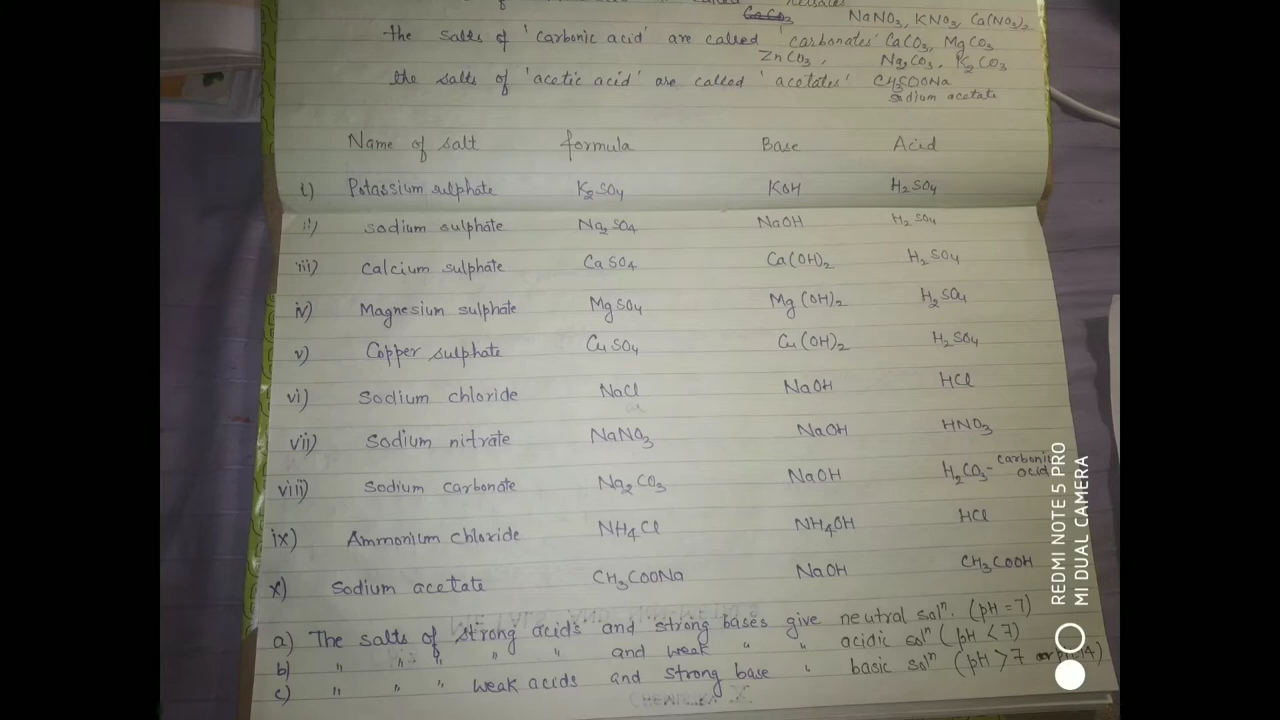 of called
C̶a̶C̶O̶₃̶ NaNO₃, KNO₃, Ca(NO₃)₂
the salts of 'carbonic acid' are called 'carbonates' CaCO₃, MgCO₃
ZnCO₃, Na₂CO₃, K₂CO₃
the salts of 'acetic acid' are called 'acetates' CH₃COONa
sodium acetate
Name of salt formula Base Acid
i) Potassium sulphate K₂SO₄ KOH H₂SO₄
ii) sodium sulphate Na₂SO₄ NaOH H₂SO₄
iii) Calcium sulphate CaSO₄ Ca(OH)₂ H₂SO₄
iv) Magnesium sulphate MgSO₄ Mg(OH)₂ H₂SO₄
v) Copper sulphate CuSO₄ Cu(OH)₂ H₂SO₄
vi) Sodium chloride NaCl NaOH HCl
vii) Sodium nitrate NaNO₃ NaOH HNO₃
viii) Sodium carbonate Na₂CO₃ NaOH H₂CO₃ - carbonic acid
ix) Ammonium chloride NH₄Cl NH₄OH HCl
x) Sodium acetate CH₃COONa NaOH CH₃COOH
a) The salts of strong acids and strong bases give neutral solⁿ. (pH = 7)
b) " " " " and weak " " acidic solⁿ (pH < 7)
c) " " " weak acids and strong base " basic solⁿ (pH > 7
REDMI NOTE 5 PRO
MI DUAL CAMERA